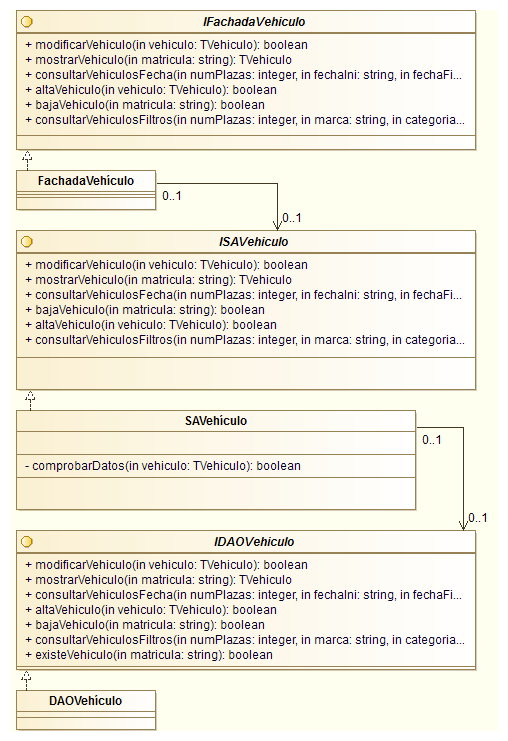 IFachadaVehiculo
+ modificarVehiculo(in vehiculo: TVehiculo): boolean
+ mostrarVehiculo(in matricula: string): TVehiculo
+ consultarVehiculosFecha(in numPlazas: integer, in fechaIni: string, in fechaFi...
+ altaVehiculo(in vehiculo: TVehiculo): boolean
+ bajaVehiculo(in matricula: string): boolean
+ consultarVehiculosFiltros(in numPlazas: integer, in marca: string, in categoria...
FachadaVehículo
0..1
0..1
ISAVehiculo
+ modificarVehiculo(in vehiculo: TVehiculo): boolean
+ mostrarVehiculo(in matricula: string): TVehiculo
+ consultarVehiculosFecha(in numPlazas: integer, in fechaIni: string, in fechaFi...
+ bajaVehiculo(in matricula: string): boolean
+ altaVehiculo(in vehiculo: TVehiculo): boolean
+ consultarVehiculosFiltros(in numPlazas: integer, in marca: string, in categoria...
SAVehículo
0..1
- comprobarDatos(in vehiculo: TVehiculo): boolean
0..1
IDAOVehiculo
+ modificarVehiculo(in vehiculo: TVehiculo): boolean
+ mostrarVehiculo(in matricula: string): TVehiculo
+ consultarVehiculosFecha(in numPlazas: integer, in fechaIni: string, in fechaFi...
+ altaVehiculo(in vehiculo: TVehiculo): boolean
+ bajaVehiculo(in matricula: string): boolean
+ consultarVehiculosFiltros(in numPlazas: integer, in marca: string, in categoria...
+ existeVehiculo(in matricula: string): boolean
DAOVehículo